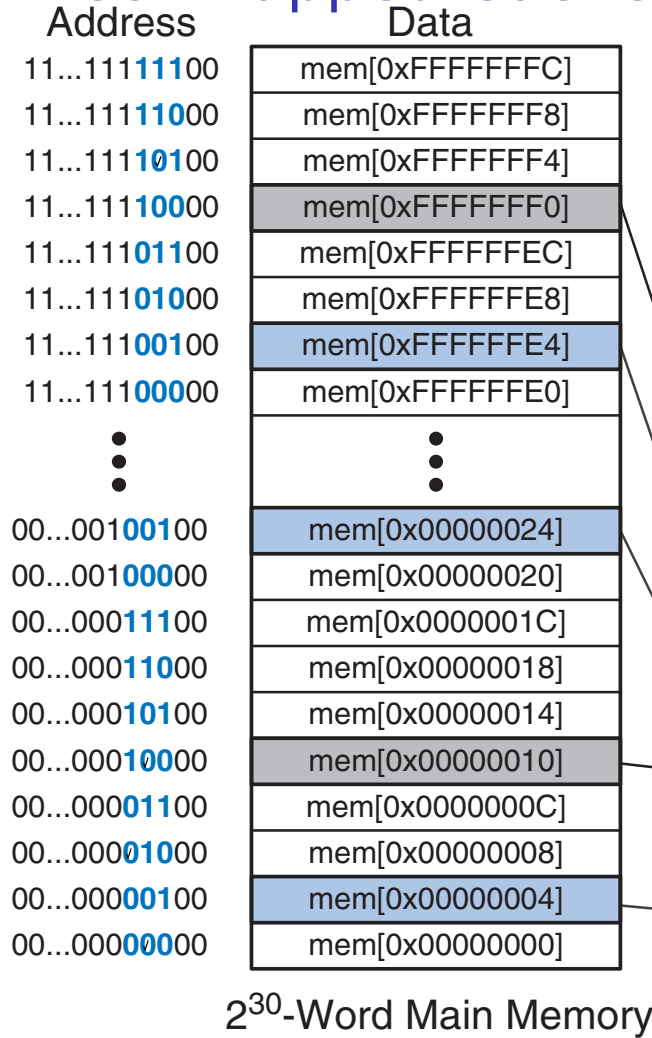 Address Data
11...11111100 mem[0xFFFFFFFC]
11...11111000 mem[0xFFFFFFF8]
11...11110100 mem[0xFFFFFFF4]
11...11110000 mem[0xFFFFFFF0]
11...11101100 mem[0xFFFFFFEC]
11...11101000 mem[0xFFFFFFE8]
11...11100100 mem[0xFFFFFFE4]
11...11100000 mem[0xFFFFFFE0]
00...00100100 mem[0x00000024]
00...00100000 mem[0x00000020]
00...00011100 mem[0x0000001C]
00...00011000 mem[0x00000018]
00...00010100 mem[0x00000014]
00...00010000 mem[0x00000010]
00...00001100 mem[0x0000000C]
00...00001000 mem[0x00000008]
00...00000100 mem[0x00000004]
00...00000000 mem[0x00000000]
2³⁰-Word Main Memory